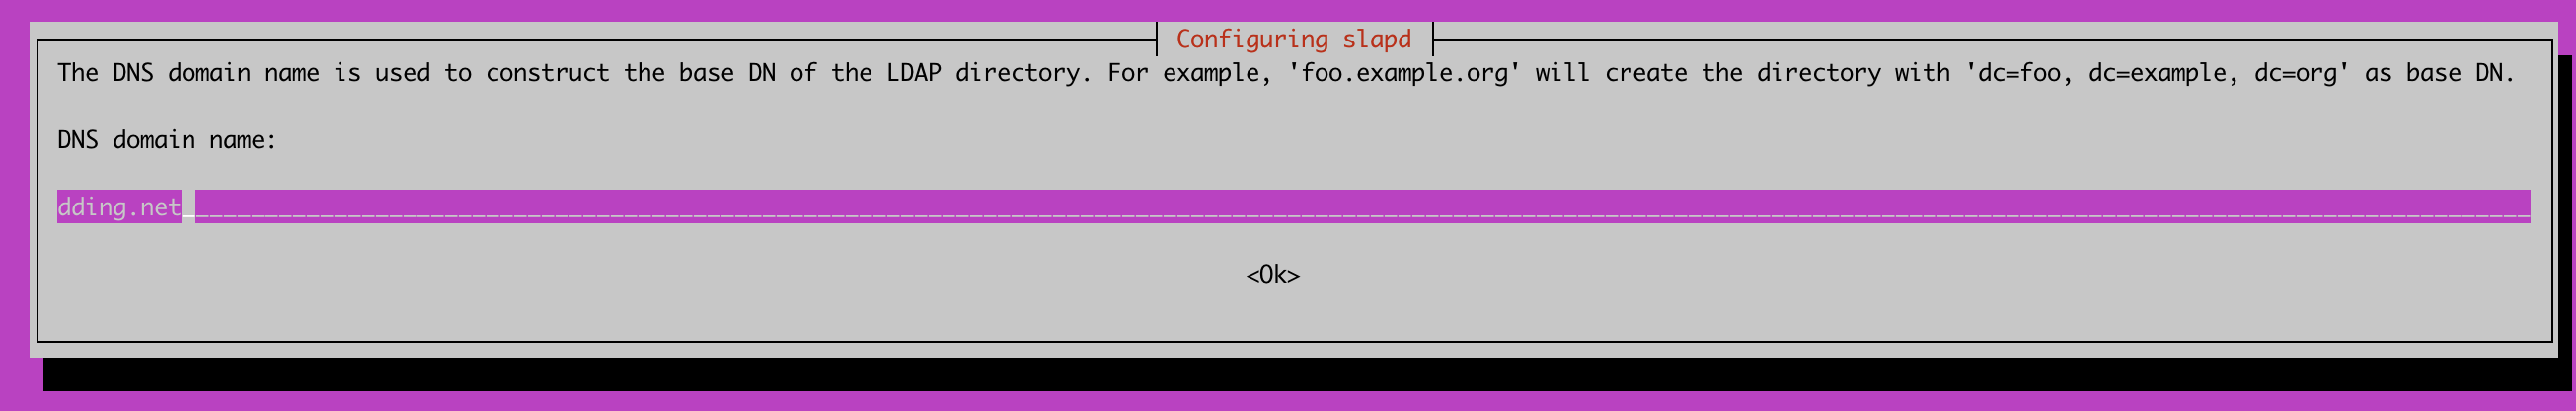 Configuring slapd
The DNS domain name is used to construct the base DN of the LDAP directory. For example, 'foo.example.org' will create the directory with 'dc=foo, dc=example, dc=org' as base DN.
DNS domain name:
dding.net
<Ok>